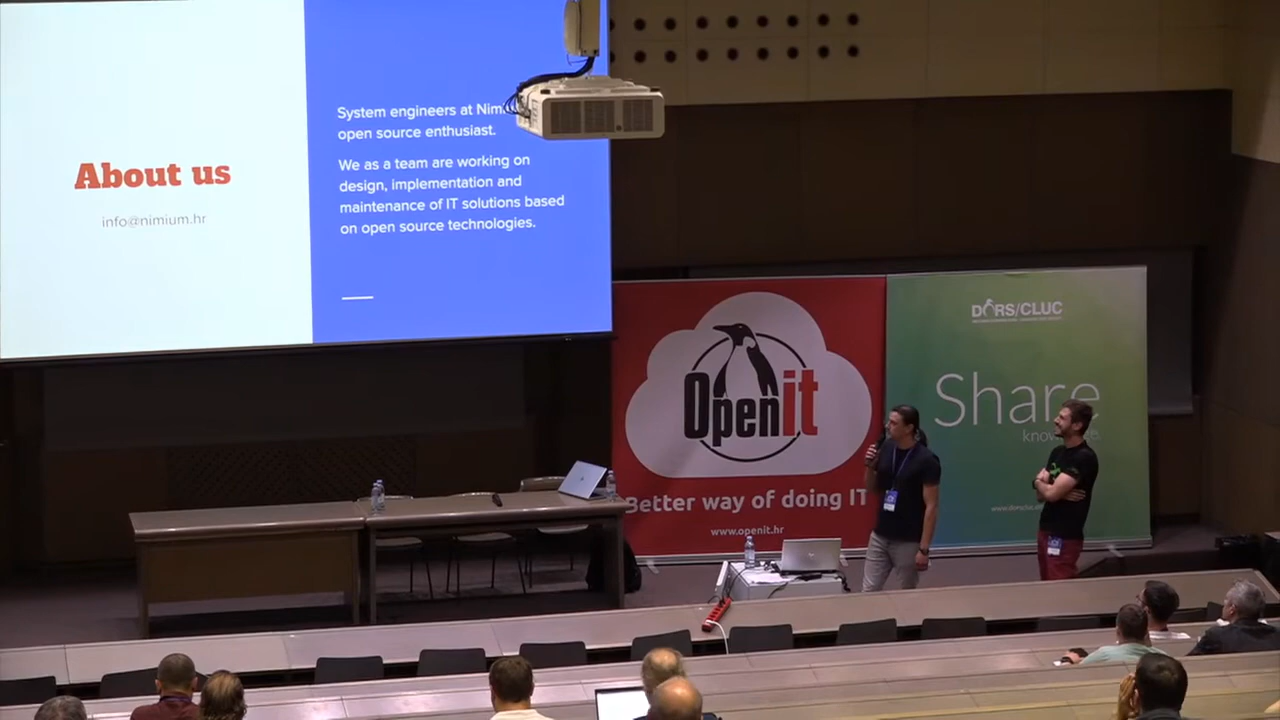 About us
info@nimium.hr
System engineers at
open source enthusiast.
We as a team are working on
design, implementation and
maintenance of IT solutions based
on open source technologies.
Openit
Better way of doing IT
www.openit.hr
DORS/CLUC
Share